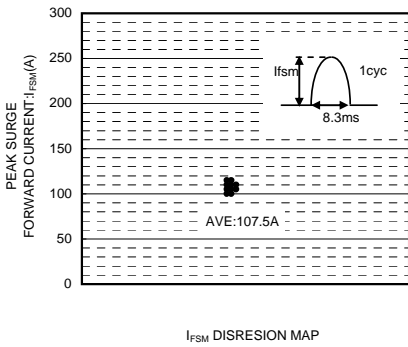 PEAK SURGE
FORWARD CURRENT:IFSM(A)
300
250
200
150
100
50
0
Ifsm
1cyc
8.3ms
AVE:107.5A
IFSM DISRESION MAP